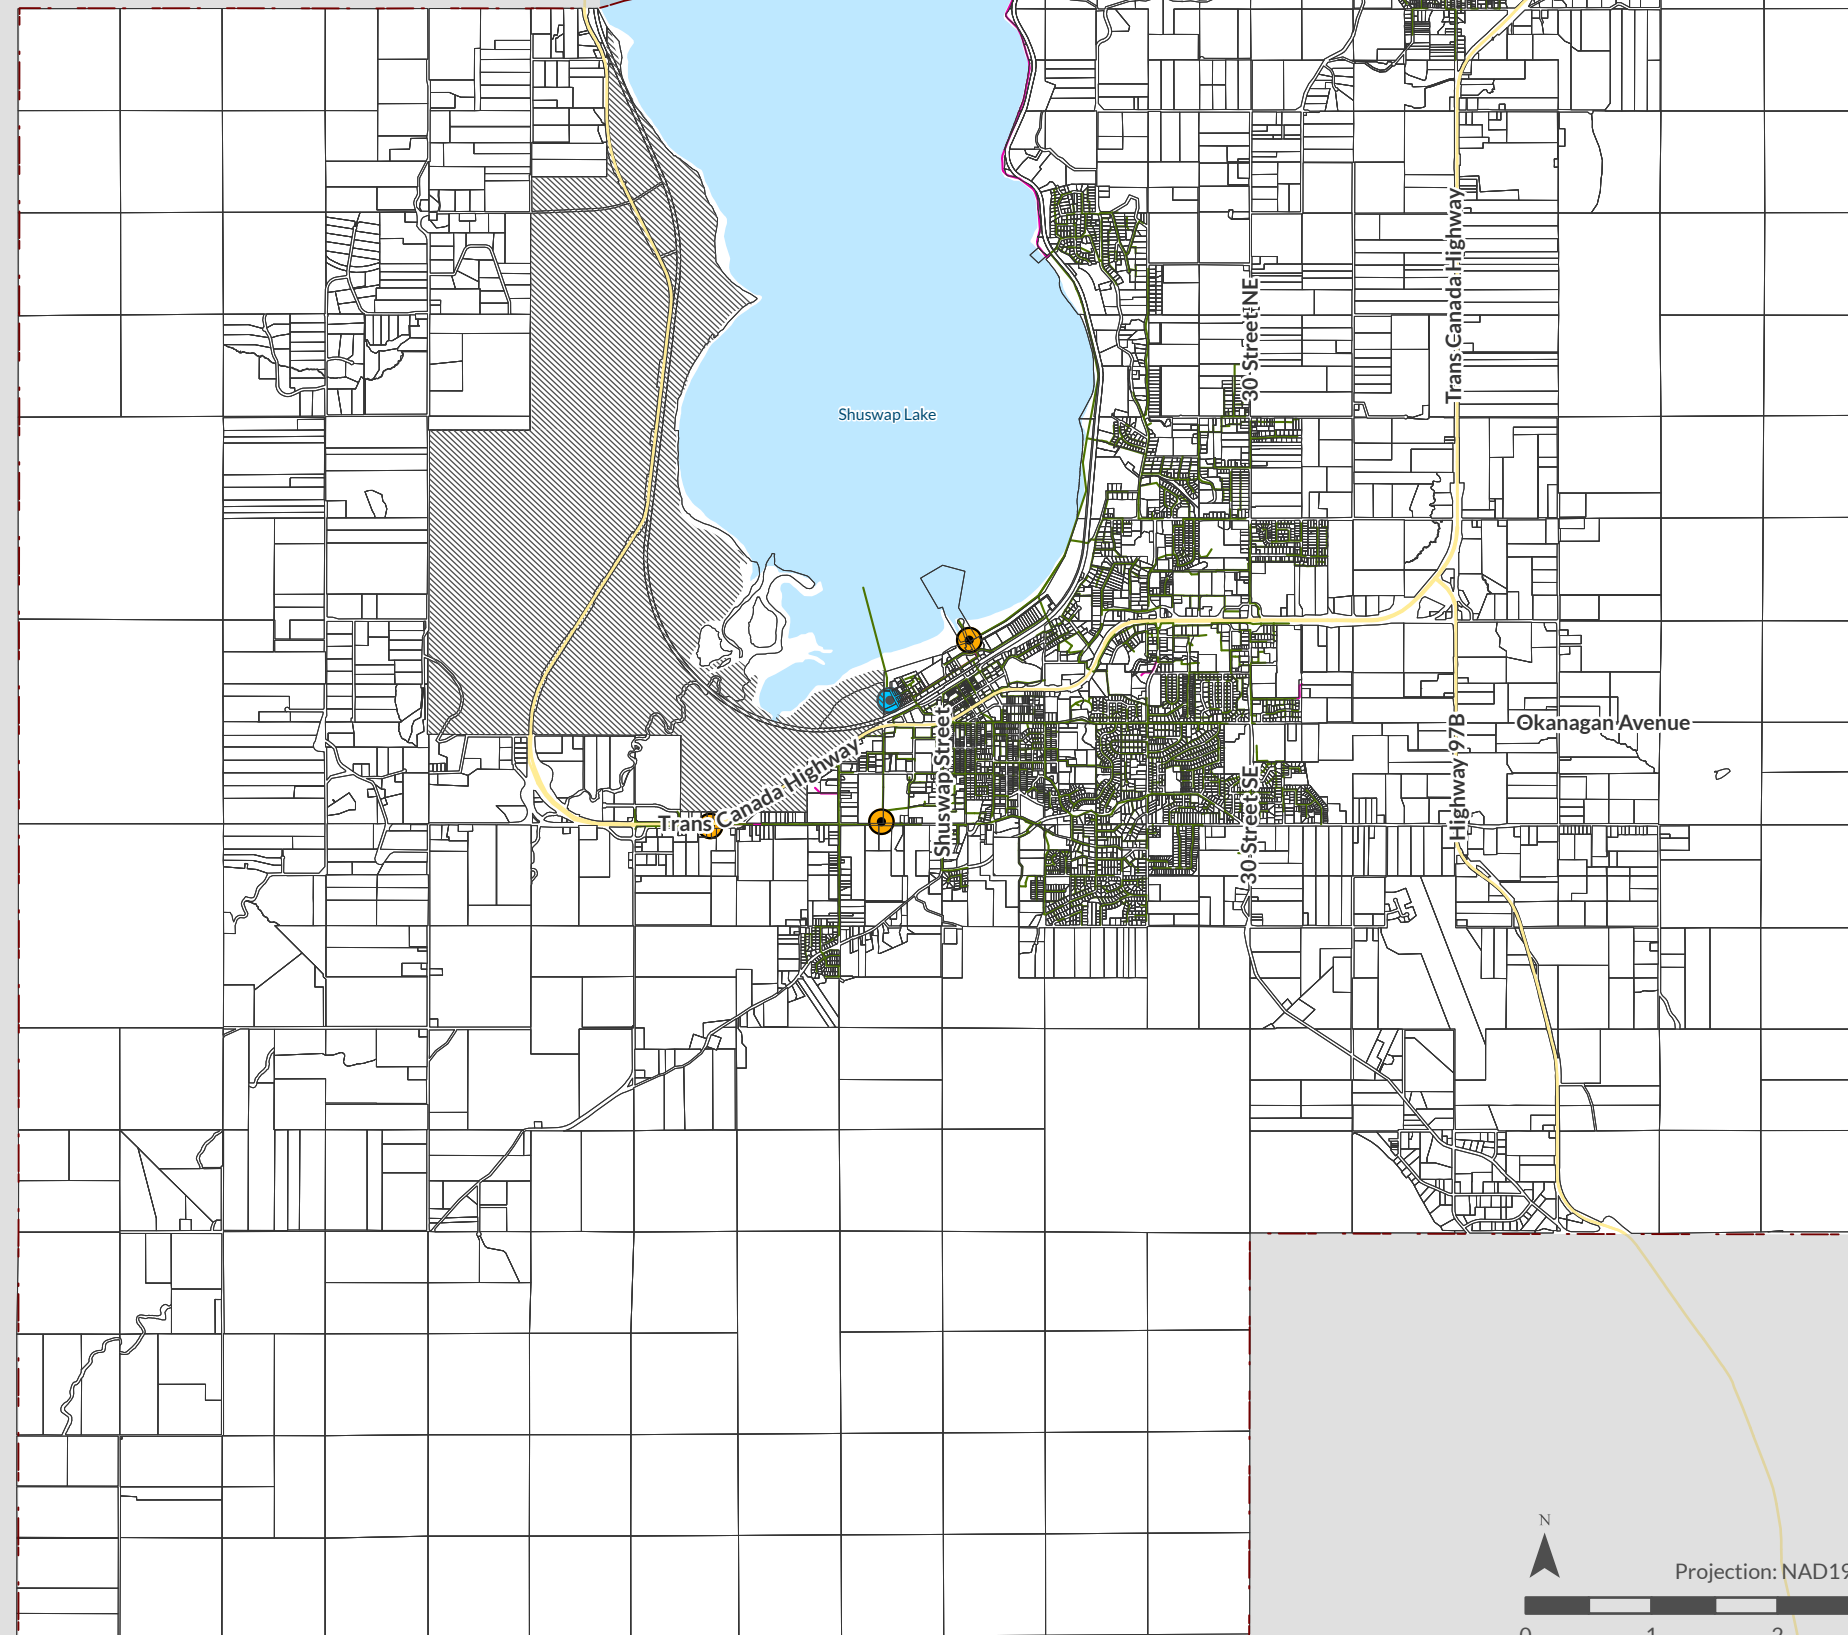 Trans Canada Highway
30 Street NE
Shuswap Lake
Okanagan Avenue
Highway 97B
Shuswap Street
Trans Canada Highway
30 Street SE
N
Projection: NAD19
0 1 2